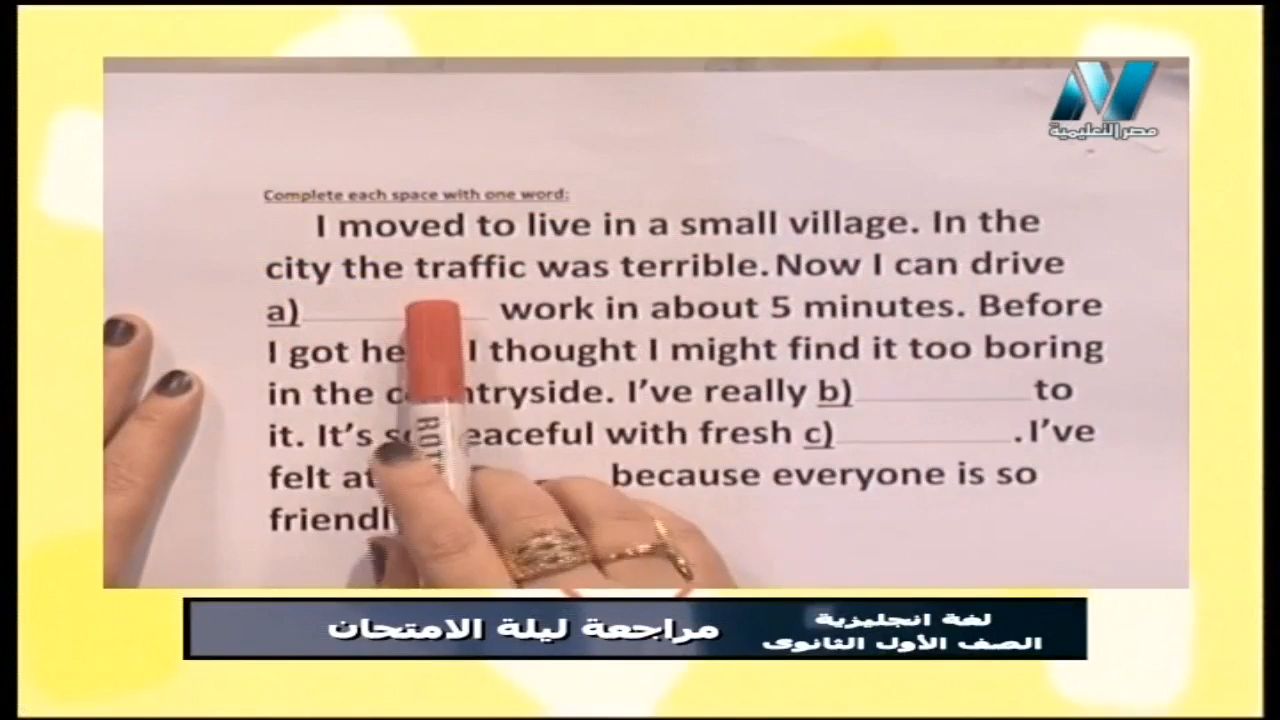 مصر التعليمية
Complete each space with one word:
I moved to live in a small village. In the
city the traffic was terrible. Now I can drive
a) work in about 5 minutes. Before
I got he I thought I might find it too boring
in the c ntryside. I've really b) to
it. It's s eaceful with fresh c) . I've
felt at because everyone is so
friendl
لغة انجليزية
الصف الأول الثانوى
مراجعة ليلة الامتحان